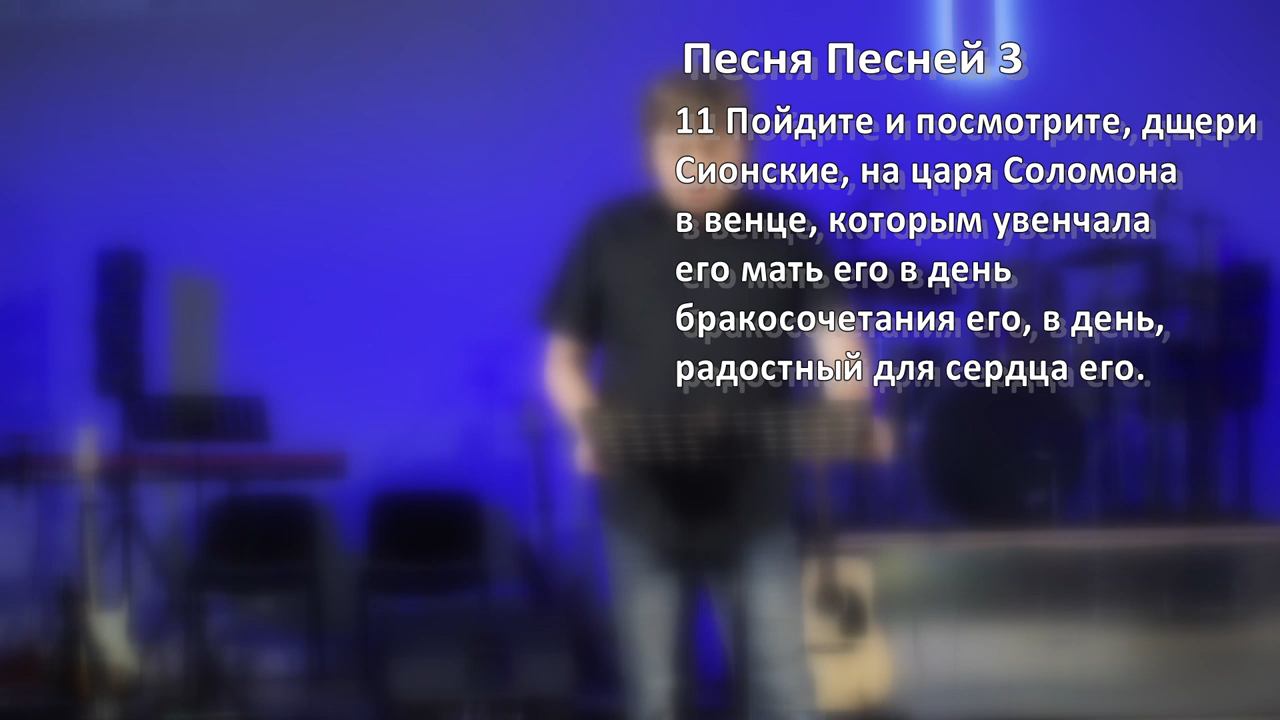 Песня Песней 3
11 Пойдите и посмотрите, дщери
Сионские, на царя Соломона
в венце, которым увенчала
его мать его в день
бракосочетания его, в день,
радостный для сердца его.